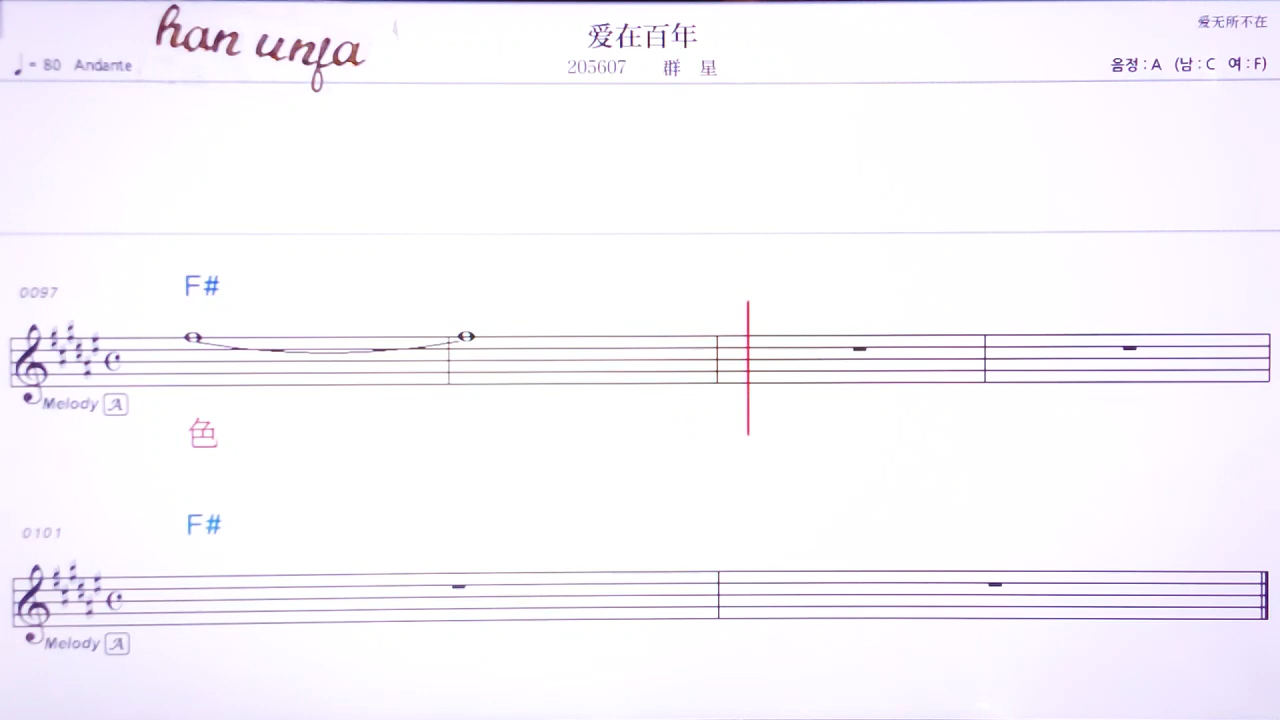 han unfa
爱在百年
爱无所不在
♩= 80 Andante
205607 群 星
음정 : A (남 : C 여 : F)
F#
0097
Melody A
色
F#
0101
Melody A